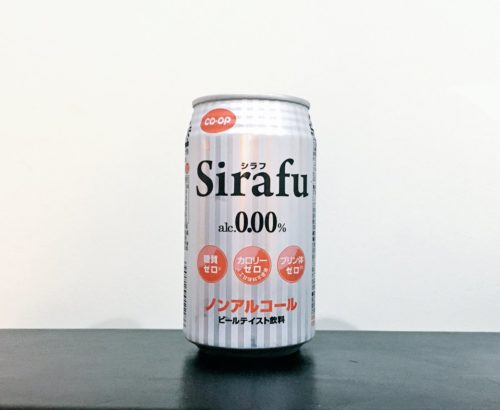 CO・OP
シラフ
Sirafu
alc.0.00%
糖質
ゼロ
カロリー
ゼロ
プリン体
ゼロ
ノンアルコール
ビールテイスト飲料